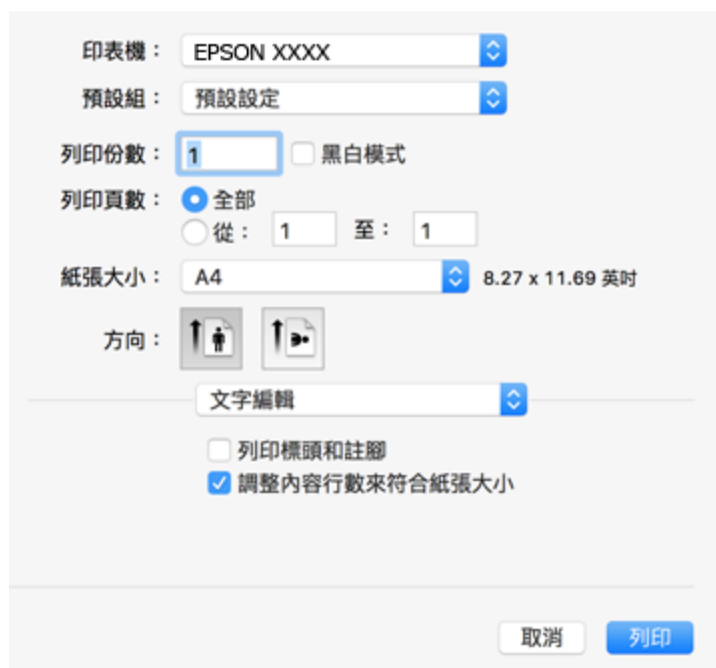 印表機： EPSON XXXX
預設組： 預設設定
列印份數： 1 黑白模式
列印頁數： 全部
從： 1 至： 1
紙張大小： A4 8.27 x 11.69 英吋
方向：
文字編輯
列印標頭和註腳
調整內容行數來符合紙張大小
取消 列印